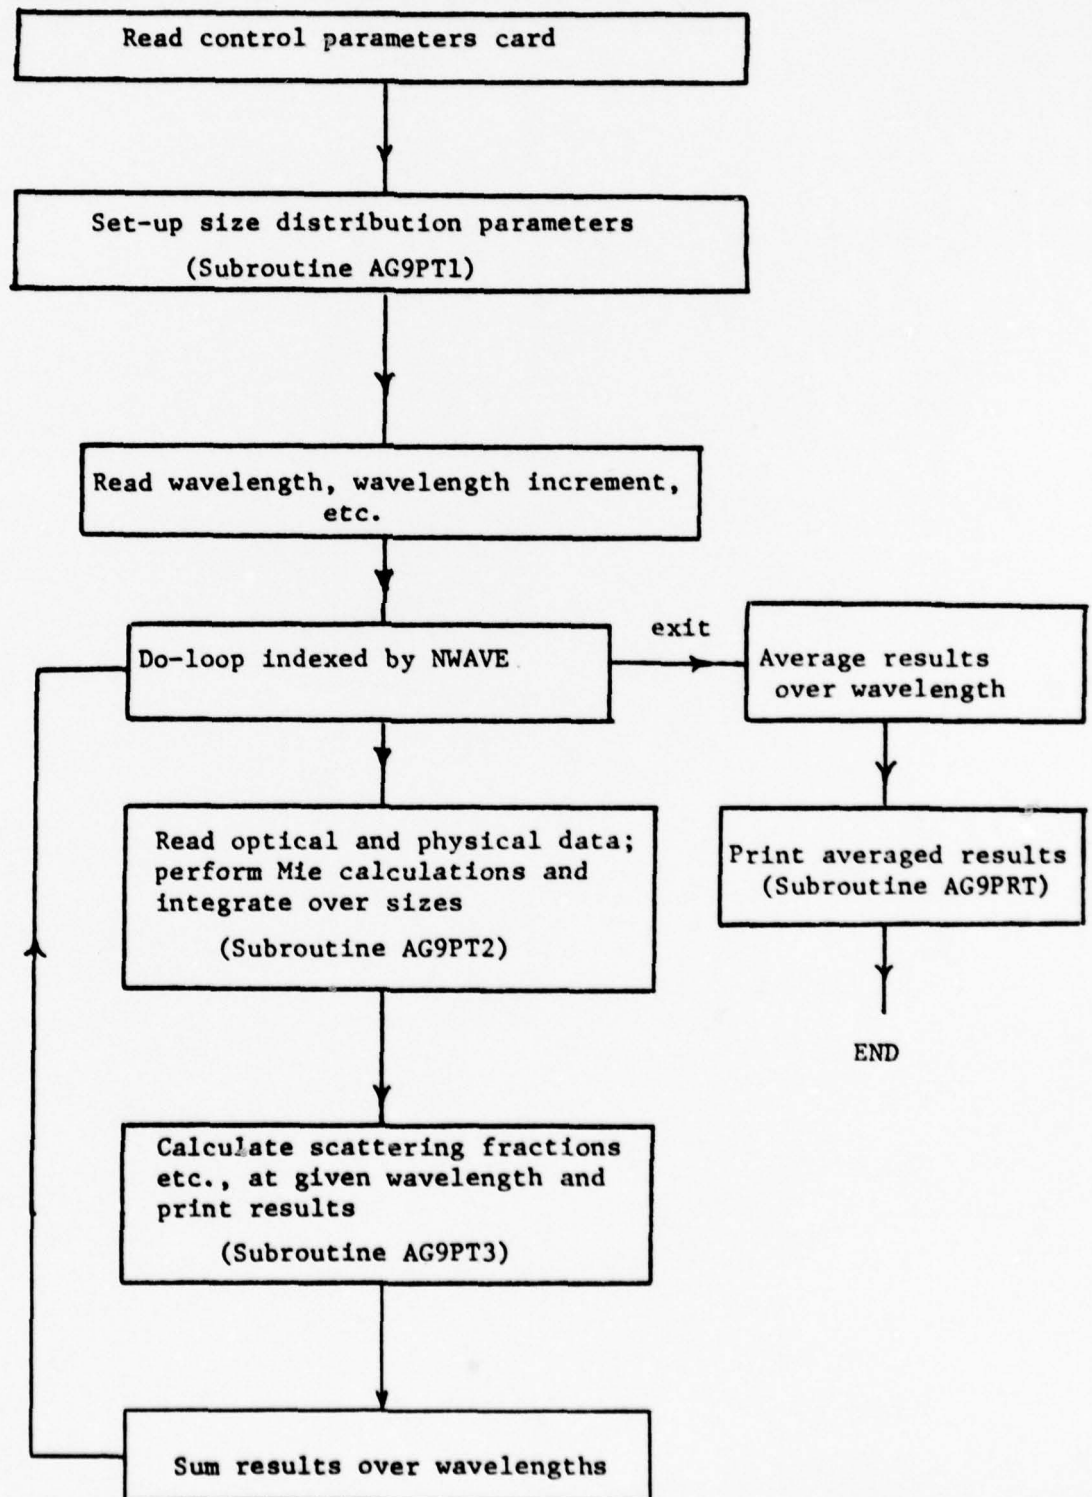 Read control parameters card
Set-up size distribution parameters
(Subroutine AG9PT1)
Read wavelength, wavelength increment,
etc.
Do-loop indexed by NWAVE
exit
Average results
over wavelength
Read optical and physical data;
perform Mie calculations and
integrate over sizes
(Subroutine AG9PT2)
Print averaged results
(Subroutine AG9PRT)
END
Calculate scattering fractions
etc., at given wavelength and
print results
(Subroutine AG9PT3)
Sum results over wavelengths